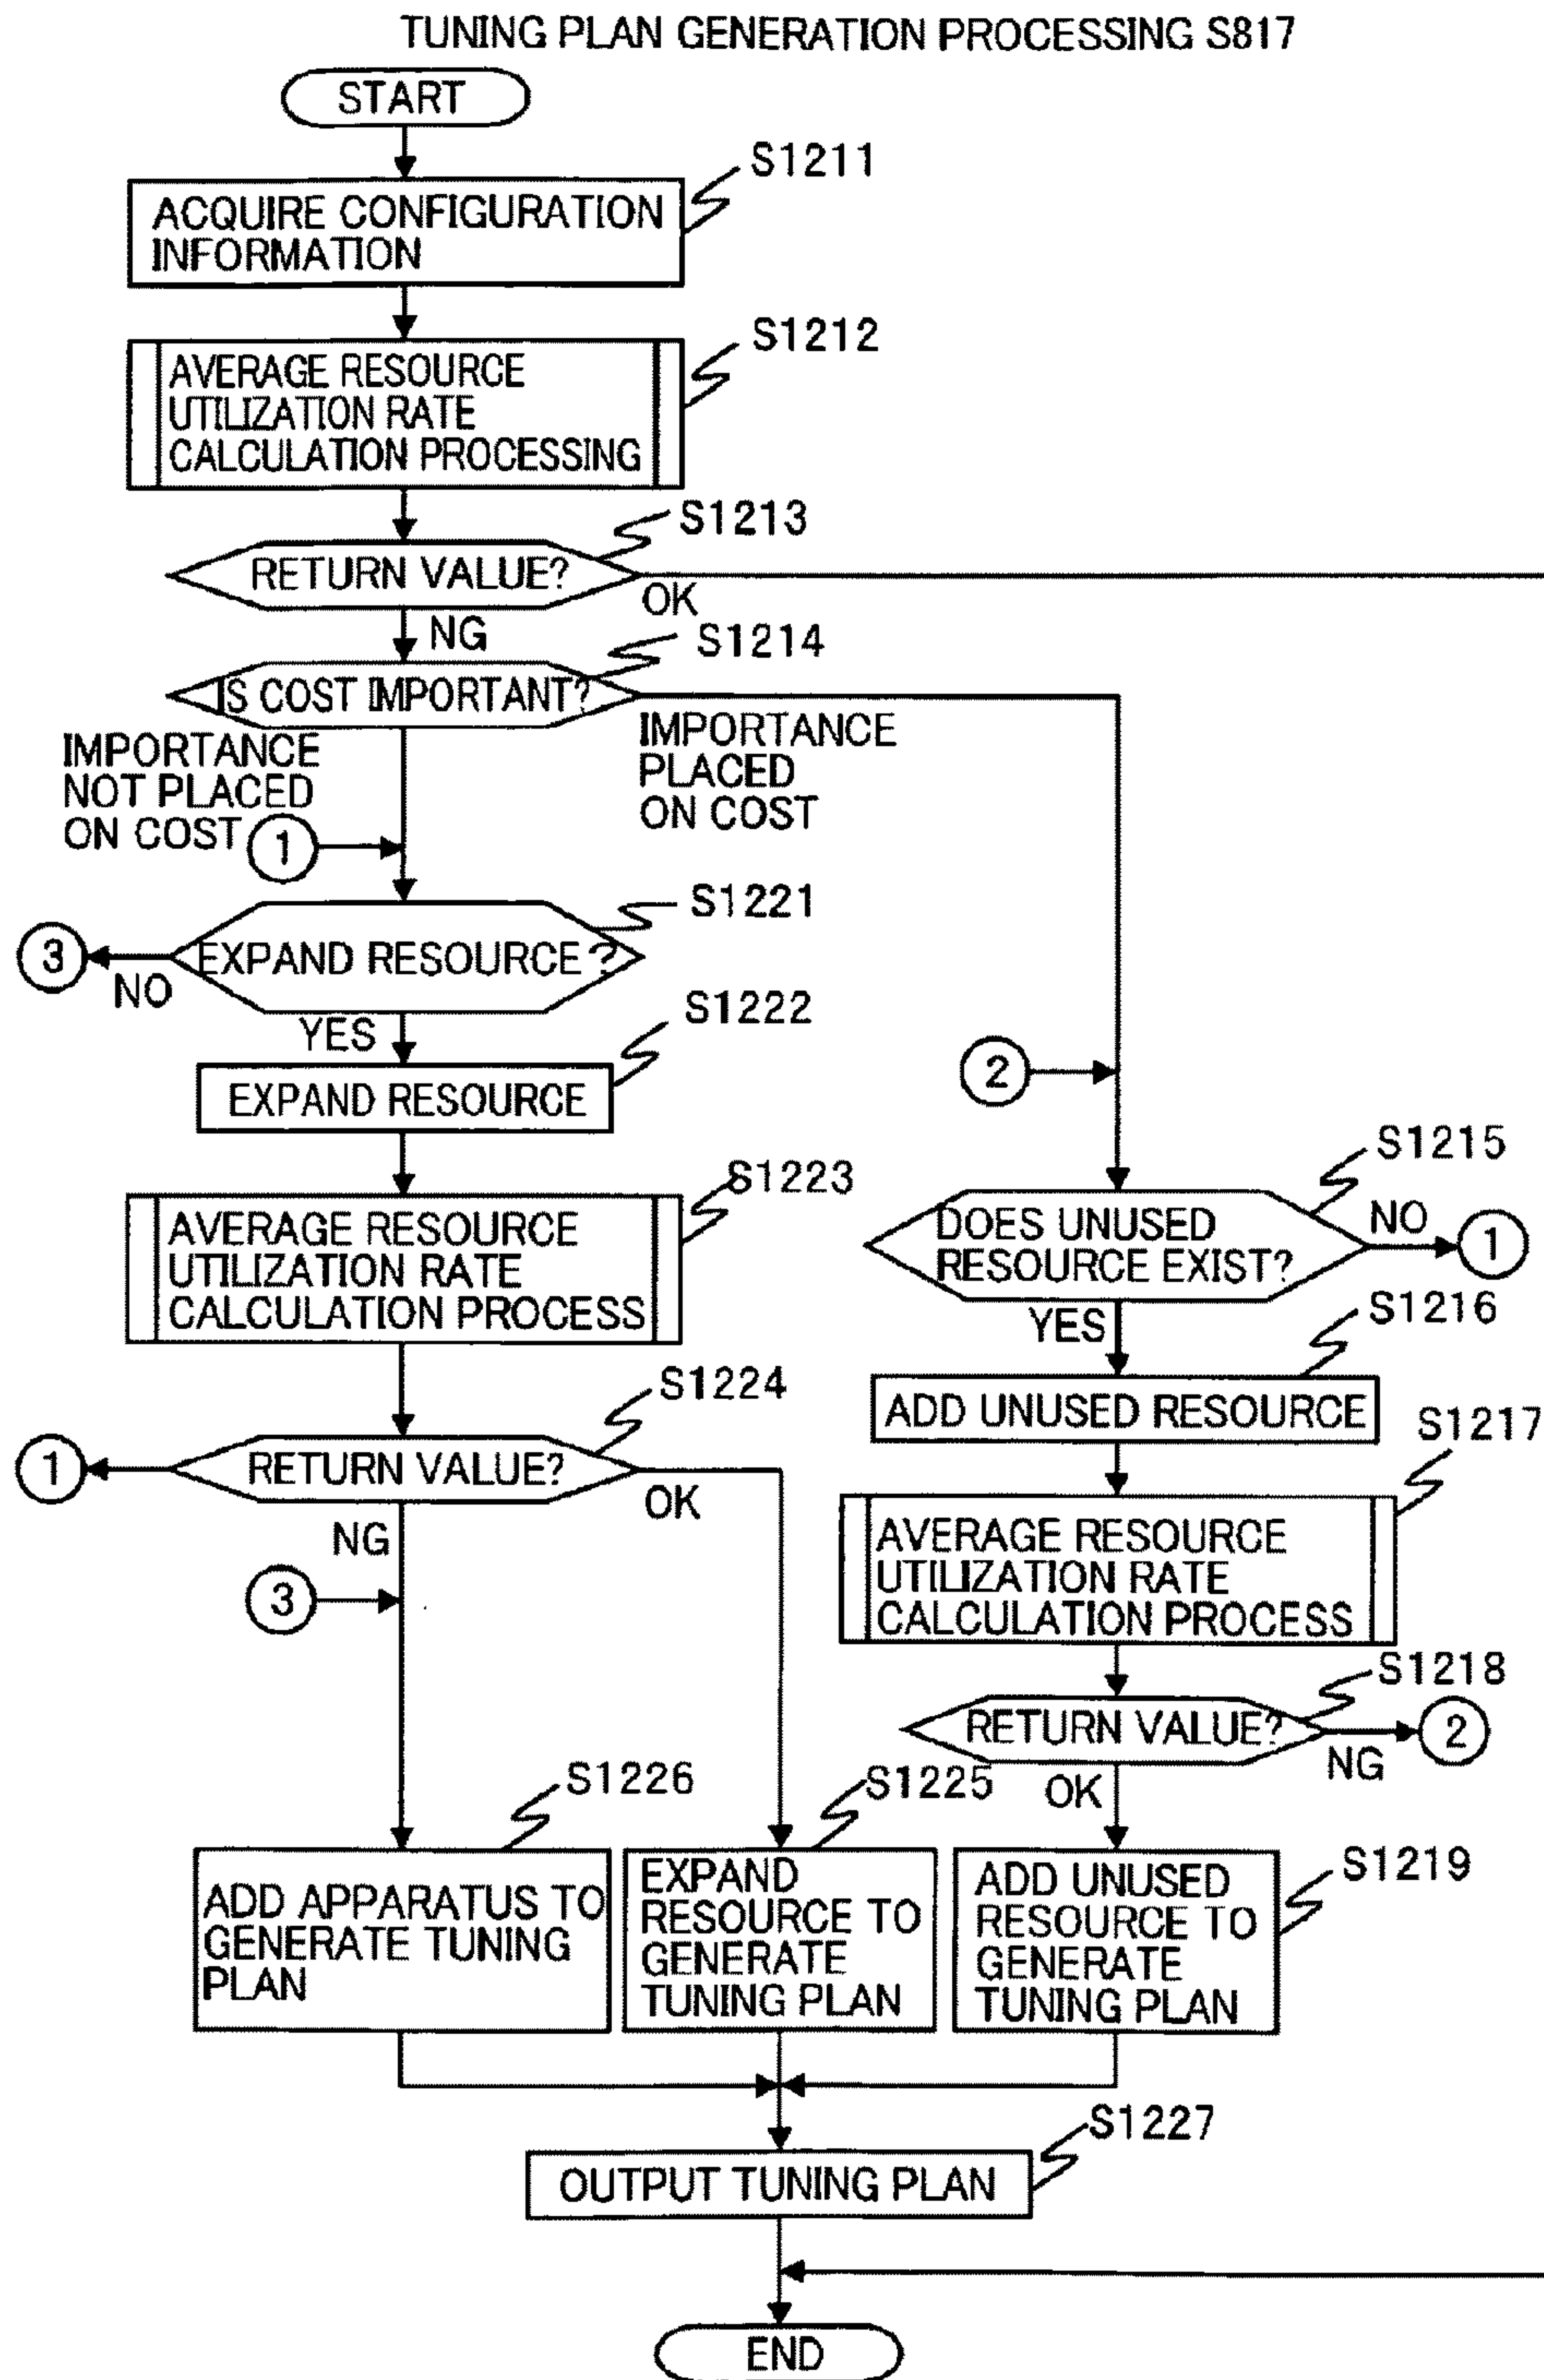 TUNING PLAN GENERATION PROCESSING S817
START
S1211
ACQUIRE CONFIGURATION
INFORMATION
S1212
AVERAGE RESOURCE
UTILIZATION RATE
CALCULATION PROCESSING
S1213
RETURN VALUE?
OK
NG
S1214
IS COST IMPORTANT?
IMPORTANCE
NOT PLACED
ON COST
IMPORTANCE
PLACED
ON COST
1
S1221
EXPAND RESOURCE?
3
NO
YES
S1222
EXPAND RESOURCE
2
S1223
AVERAGE RESOURCE
UTILIZATION RATE
CALCULATION PROCESS
S1215
DOES UNUSED
RESOURCE EXIST?
NO
1
YES
S1216
ADD UNUSED RESOURCE
S1224
RETURN VALUE?
1
OK
NG
3
S1217
AVERAGE RESOURCE
UTILIZATION RATE
CALCULATION PROCESS
S1218
RETURN VALUE?
2
NG
OK
S1226
ADD APPARATUS TO
GENERATE TUNING
PLAN
S1225
EXPAND
RESOURCE TO
GENERATE
TUNING PLAN
S1219
ADD UNUSED
RESOURCE TO
GENERATE
TUNING PLAN
S1227
OUTPUT TUNING PLAN
END